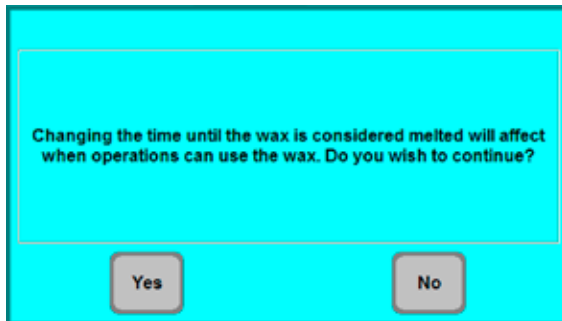 Changing the time until the wax is considered melted will affect
when operations can use the wax. Do you wish to continue?
Yes
No